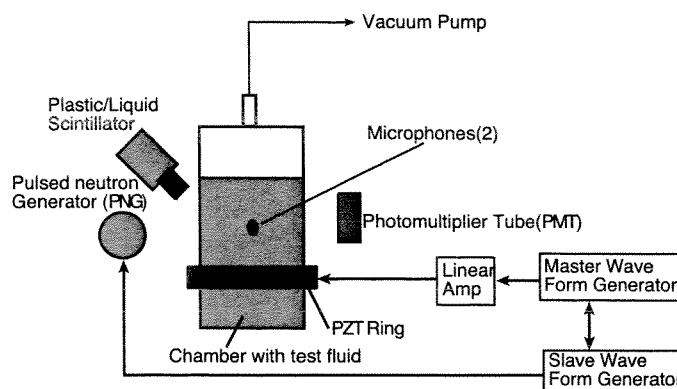 Vacuum Pump
Plastic/Liquid
Scintillator
Microphones(2)
Pulsed neutron
Generator (PNG)
Photomultiplier Tube(PMT)
Linear
Amp
Master Wave
Form Generator
PZT Ring
Chamber with test fluid
Slave Wave
Form Generator